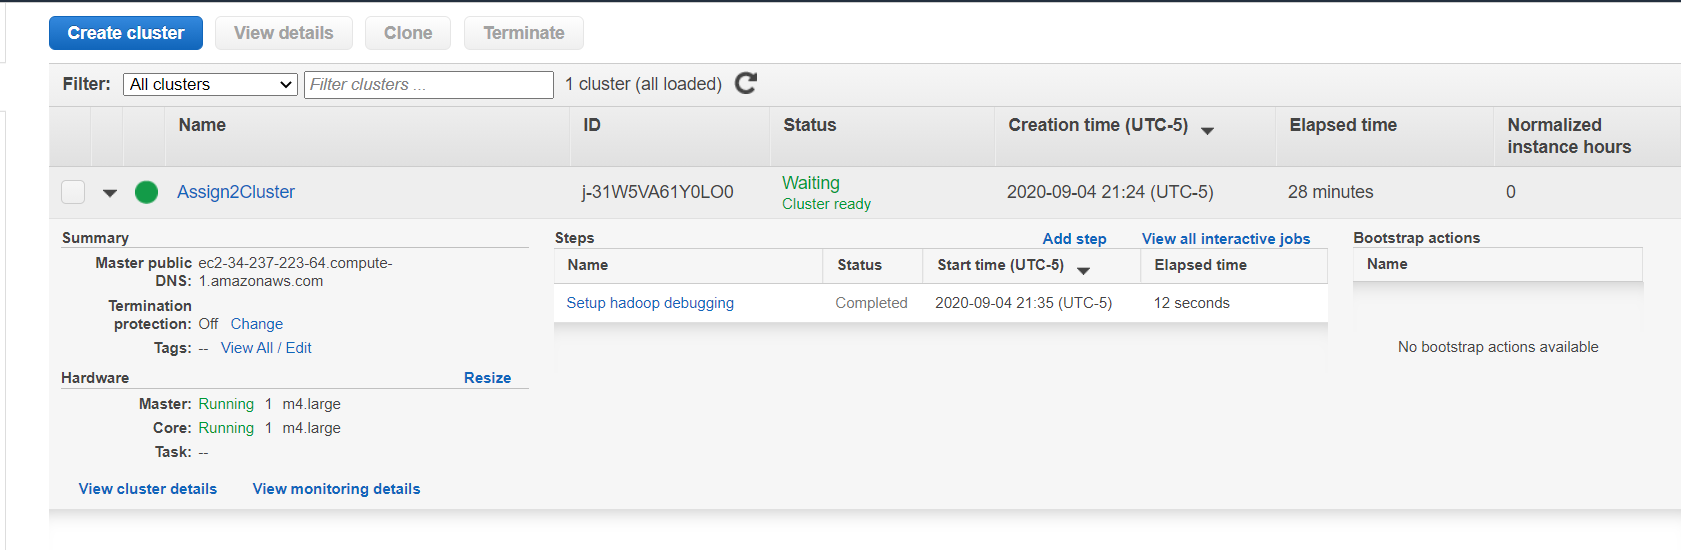 Create cluster View details Clone Terminate
Filter: All clusters Filter clusters ... 1 cluster (all loaded)
Name ID Status Creation time (UTC-5) Elapsed time Normalized instance hours
Assign2Cluster j-31W5VA61Y0LO0 Waiting Cluster ready 2020-09-04 21:24 (UTC-5) 28 minutes 0
Summary
Master public DNS: ec2-34-237-223-64.compute-1.amazonaws.com
Termination protection: Off Change
Tags: -- View All / Edit
Hardware Resize
Master: Running 1 m4.large
Core: Running 1 m4.large
Task: --
View cluster details View monitoring details
Steps Add step View all interactive jobs
Name Status Start time (UTC-5) Elapsed time
Setup hadoop debugging Completed 2020-09-04 21:35 (UTC-5) 12 seconds
Bootstrap actions
Name
No bootstrap actions available